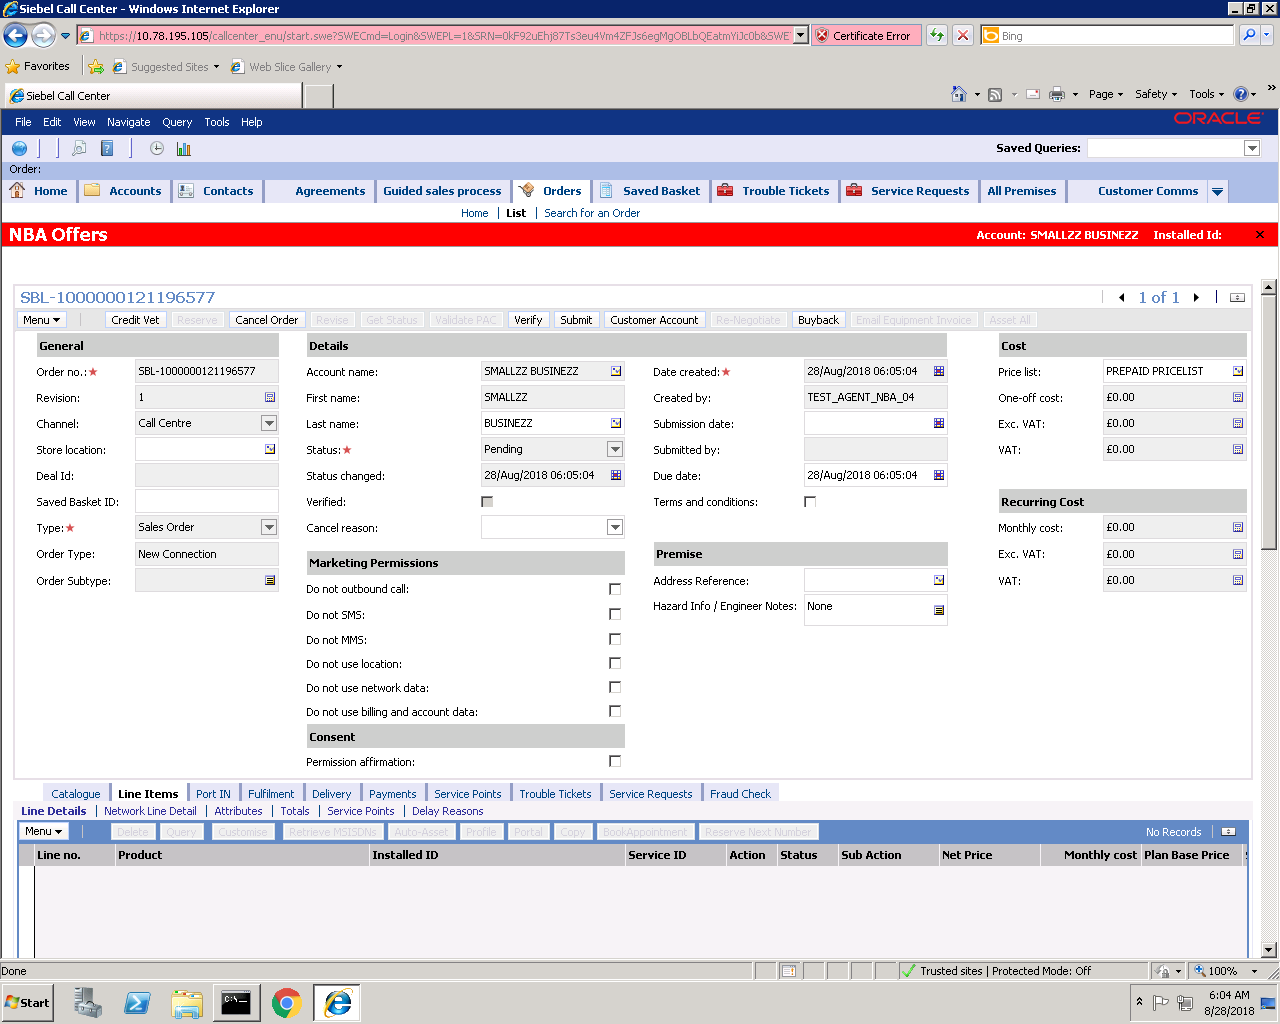 Siebel Call Center - Windows Internet Explorer
https://10.78.195.105/callcenter_enu/start.swe?SWECmd=Login&SWEPL=1&SRN=
Certificate Error
Bing
Favorites Suggested Sites Web Slice Gallery
Siebel Call Center
Page Safety Tools
File Edit View Navigate Query Tools Help
ORACLE
Saved Queries:
Order:
Home Accounts Contacts Agreements Guided sales process Orders Saved Basket Trouble Tickets Service Requests All Premises Customer Comms
Home List Search for an Order
NBA Offers Account: SMALLZZ BUSINEZZ Installed Id:
SBL-1000000121196577
1 of 1
Menu Credit Vet Reserve Cancel Order Revise Get Status Validate PAC Verify Submit Customer Account Re-Negotiate Buyback Email Equipment Invoice Asset All
General Details Cost
Order no.:★ SBL-1000000121196577 Account name: SMALLZZ BUSINEZZ Date created:★ 28/Aug/2018 06:05:04 Price list: PREPAID PRICELIST
Revision: 1 First name: SMALLZZ Created by: TEST_AGENT_NBA_04 One-off cost: £0.00
Channel: Call Centre Last name: BUSINEZZ Submission date: Exc. VAT: £0.00
Store location: Status:★ Pending Submitted by: VAT: £0.00
Deal Id: Status changed: 28/Aug/2018 06:05:04 Due date: 28/Aug/2018 06:05:04
Saved Basket ID: Verified: Terms and conditions: Recurring Cost
Type:★ Sales Order Cancel reason: Monthly cost: £0.00
Order Type: New Connection Marketing Permissions Premise Exc. VAT: £0.00
Order Subtype: Do not outbound call: Address Reference: VAT: £0.00
Do not SMS: Hazard Info / Engineer Notes: None
Do not MMS:
Do not use location:
Do not use network data:
Do not use billing and account data:
Consent
Permission affirmation:
Catalogue Line Items Port IN Fulfilment Delivery Payments Service Points Trouble Tickets Service Requests Fraud Check
Line Details Network Line Detail Attributes Totals Service Points Delay Reasons
Menu Delete Query Customise Retrieve MSISDNs Auto-Asset Profile Portal Copy BookAppointment Reserve Next Number No Records
Line no. Product Installed ID Service ID Action Status Sub Action Net Price Monthly cost Plan Base Price
Done Trusted sites | Protected Mode: Off 100%
Start 6:04 AM
8/28/2018